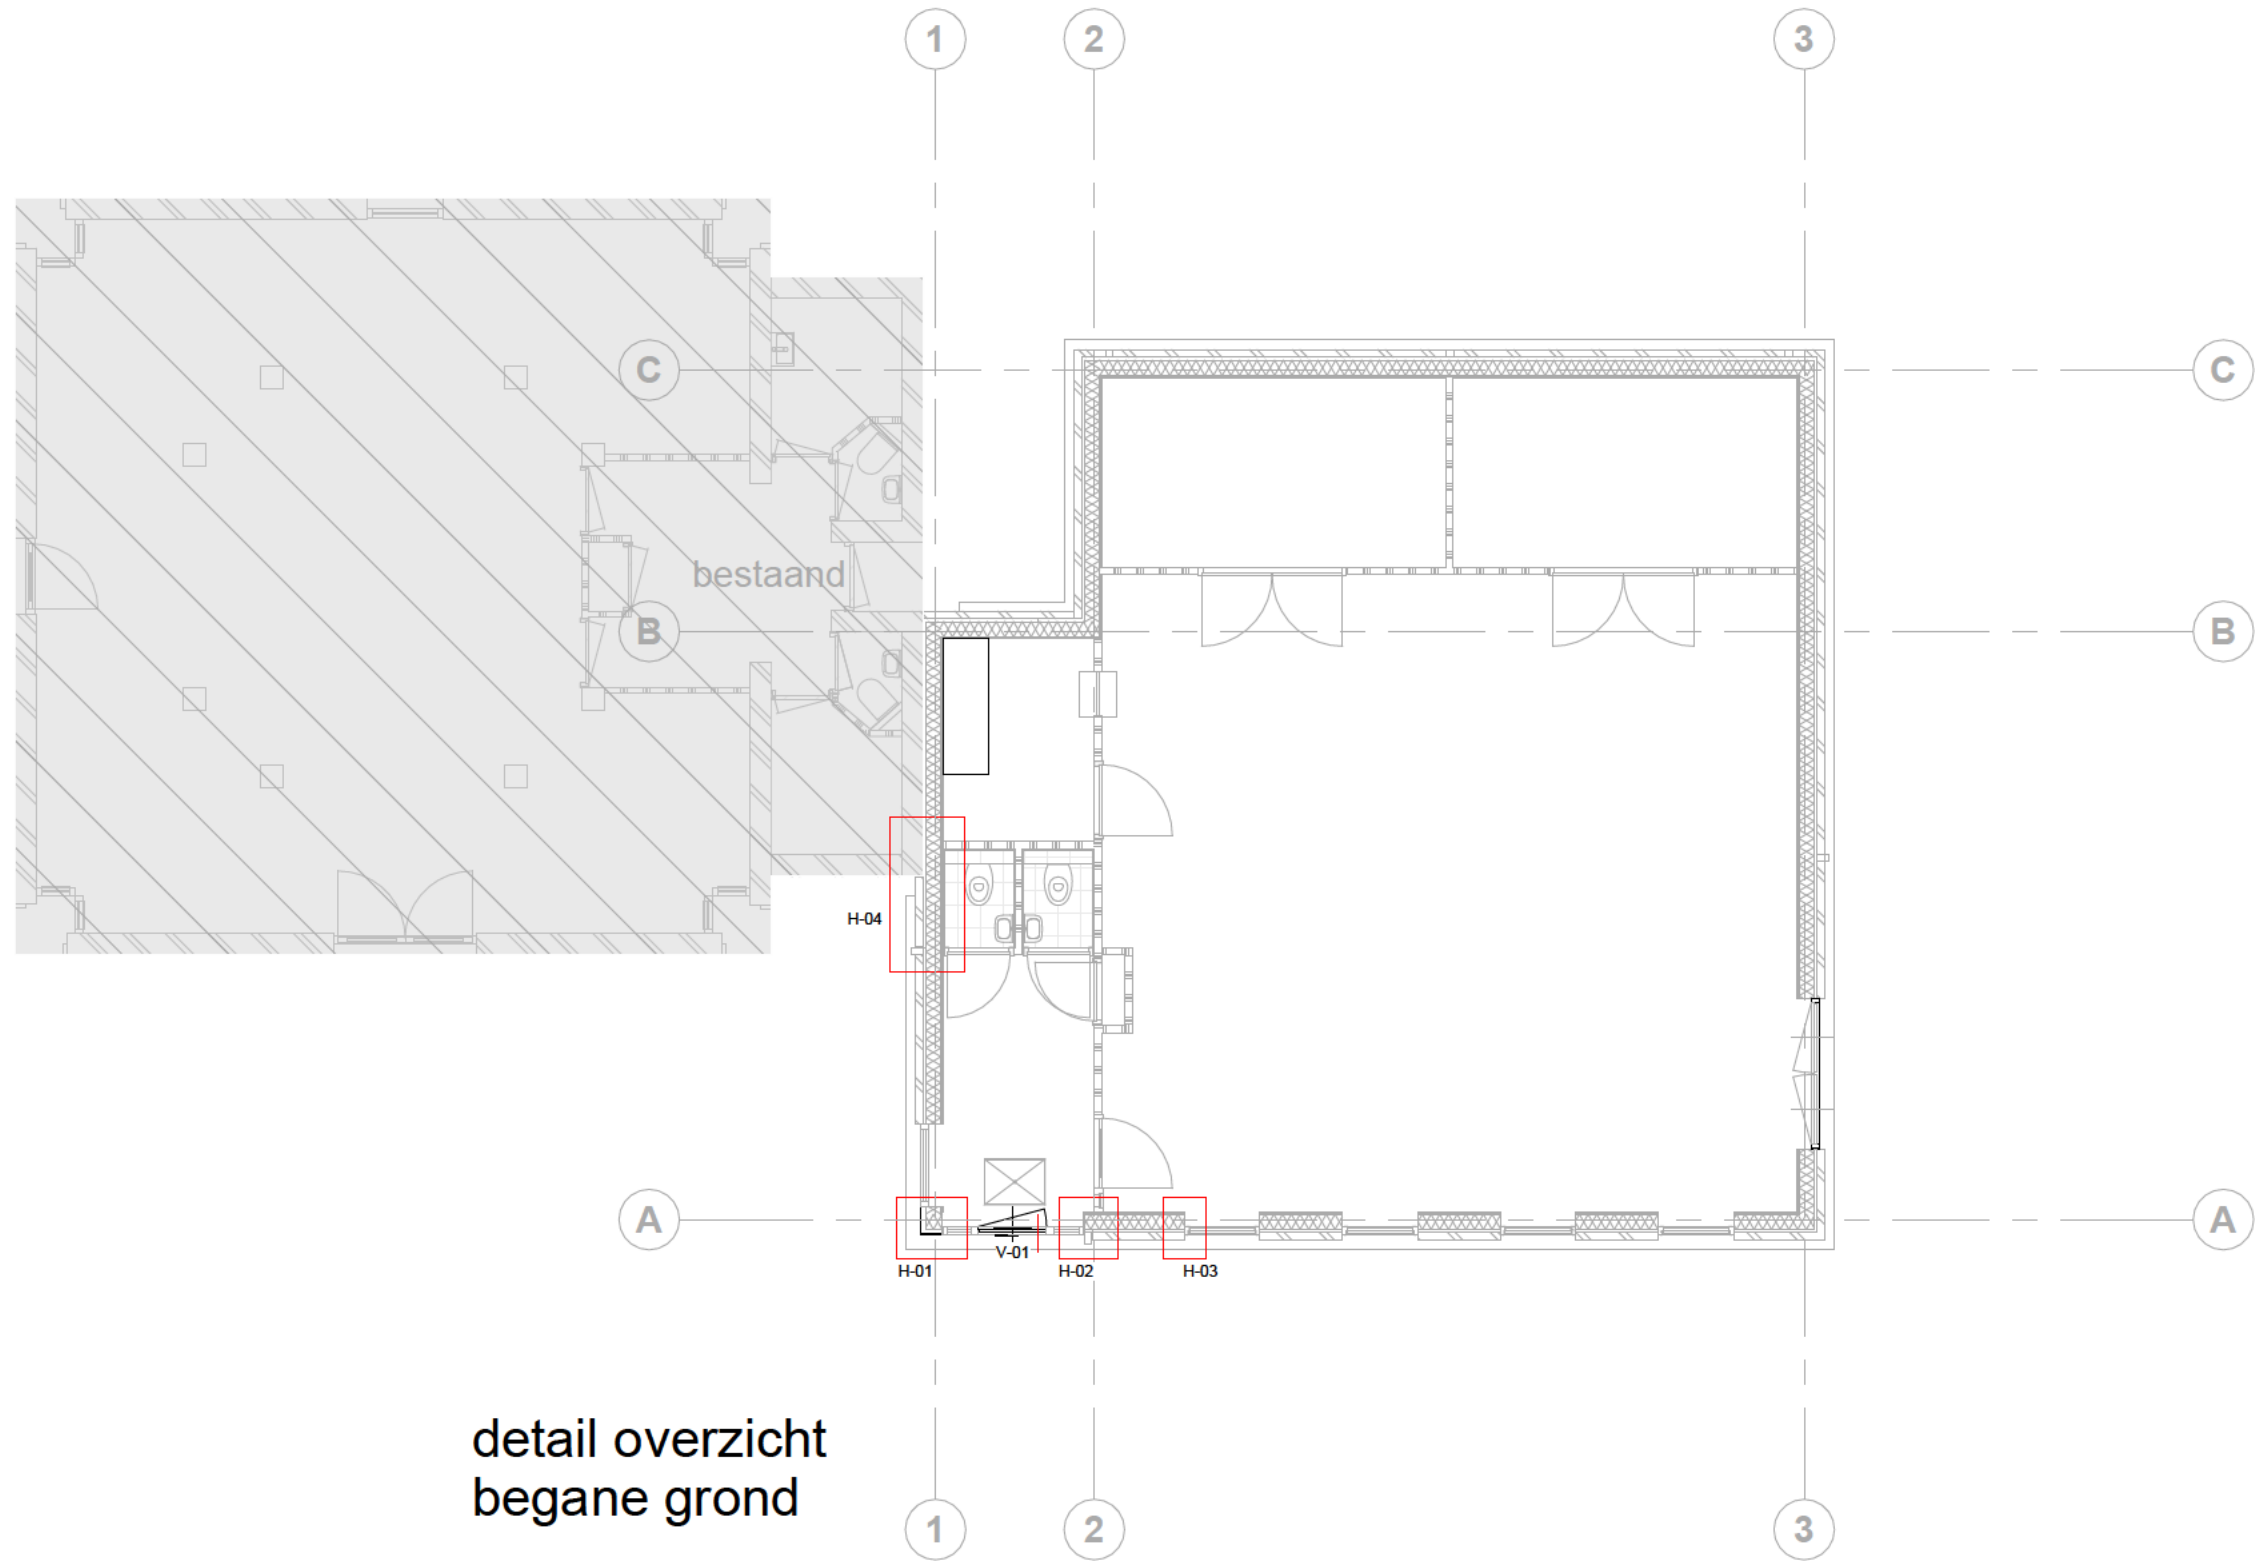 1 2 3
C C
bestaand
B B
H-04
A A
V-01
H-01 H-02 H-03
detail overzicht
begane grond
1 2 3